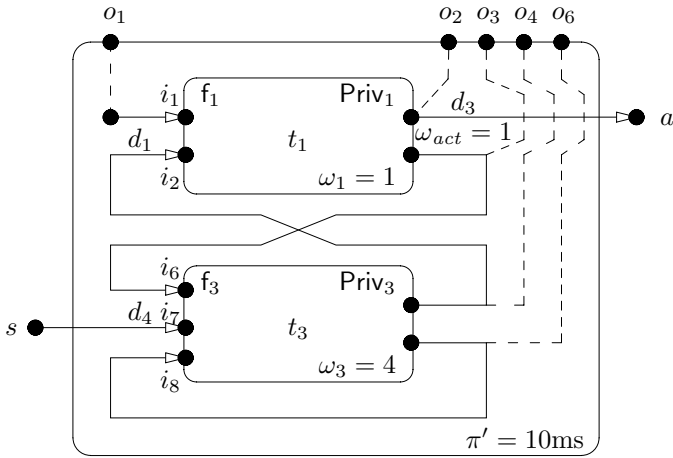 o₁ o₂ o₃ o₄ o₆
i₁ f₁ Priv₁ d₃ a
d₁ t₁ ω_act = 1
i₂ ω₁ = 1
i₆ f₃ Priv₃
s d₄ i₇ t₃
i₈ ω₃ = 4
π′ = 10ms